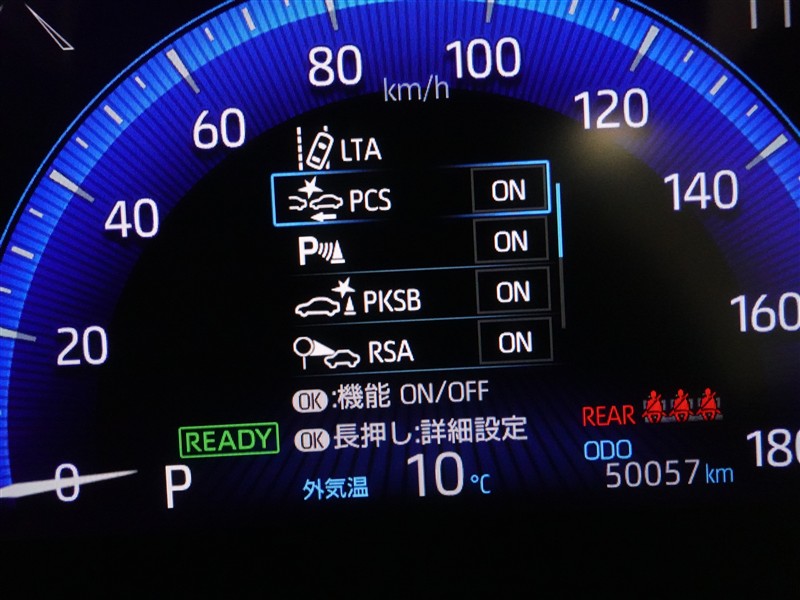 80
100
km/h
60
120
LTA
40
PCS ON
140
P ON
PKSB ON
160
20
RSA ON
OK:機能 ON/OFF
REAR
READY
OK長押し:詳細設定
ODO
180
0
P
外気温 10℃
50057km